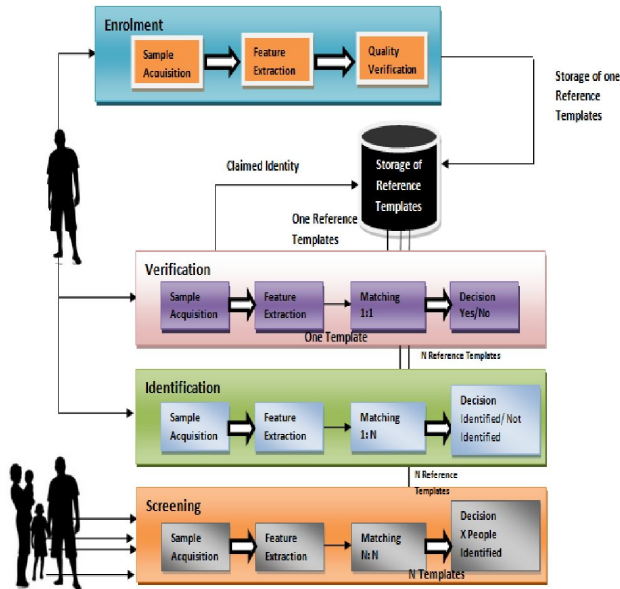 Enrolment
Sample
Acquisition
Feature
Extraction
Quality
Verification
Storage of one
Reference
Templates
Claimed Identity
Storage of
Reference
Templates
One Reference
Templates
Verification
Sample
Acquisition
Feature
Extraction
Matching
1:1
Decision
Yes/No
One Template
N Reference Templates
Identification
Sample
Acquisition
Feature
Extraction
Matching
1: N
Decision
Identified/ Not
Identified
N Reference
Templates
Screening
Sample
Acquisition
Feature
Extraction
Matching
N: N
Decision
X People
Identified
N Templates